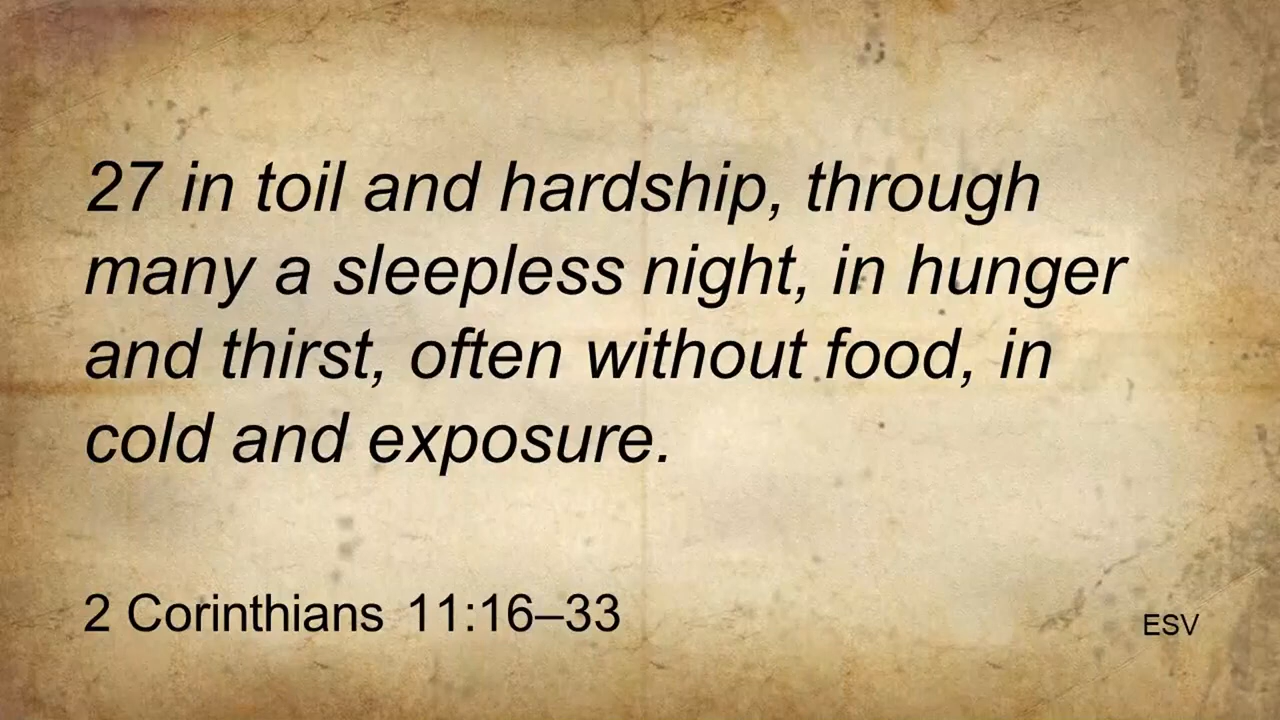 27 in toil and hardship, through
many a sleepless night, in hunger
and thirst, often without food, in
cold and exposure.
2 Corinthians 11:16–33
ESV